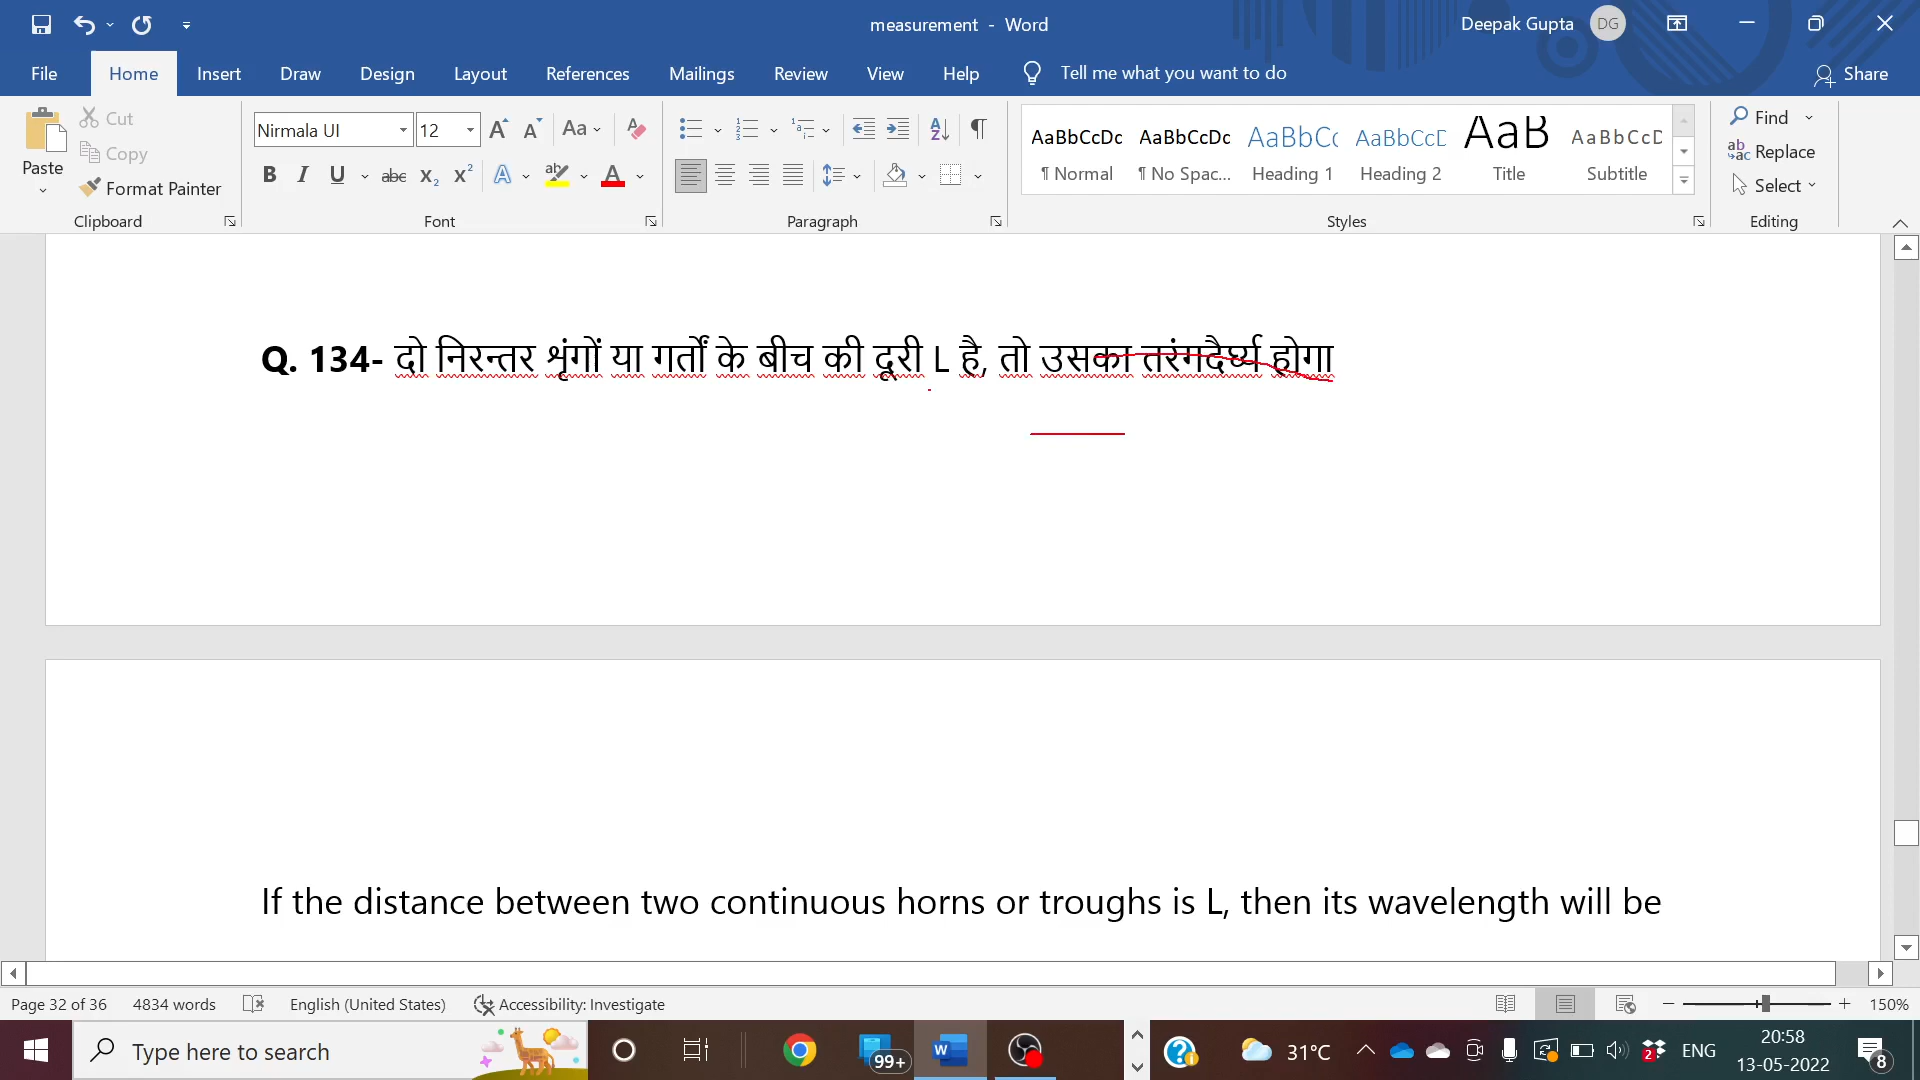 measurement - Word
Deepak Gupta DG
File Home Insert Draw Design Layout References Mailings Review View Help Tell me what you want to do Share
Paste Cut Copy Format Painter Clipboard
Nirmala UI 12 Font
Paragraph
AaBbCcDc AaBbCcDc AaBbCc AaBbCcD AaB AaBbCcD
¶ Normal ¶ No Spac... Heading 1 Heading 2 Title Subtitle
Styles
Find Replace Select Editing
Q. 134- दो निरन्तर श्रृंगों या गर्तों के बीच की दूरी L है, तो उसका तरंगदैर्ध्य होगा
If the distance between two continuous horns or troughs is L, then its wavelength will be
Page 32 of 36 4834 words English (United States) Accessibility: Investigate 150%
Type here to search 99+ 31°C ENG 20:58
13-05-2022 8